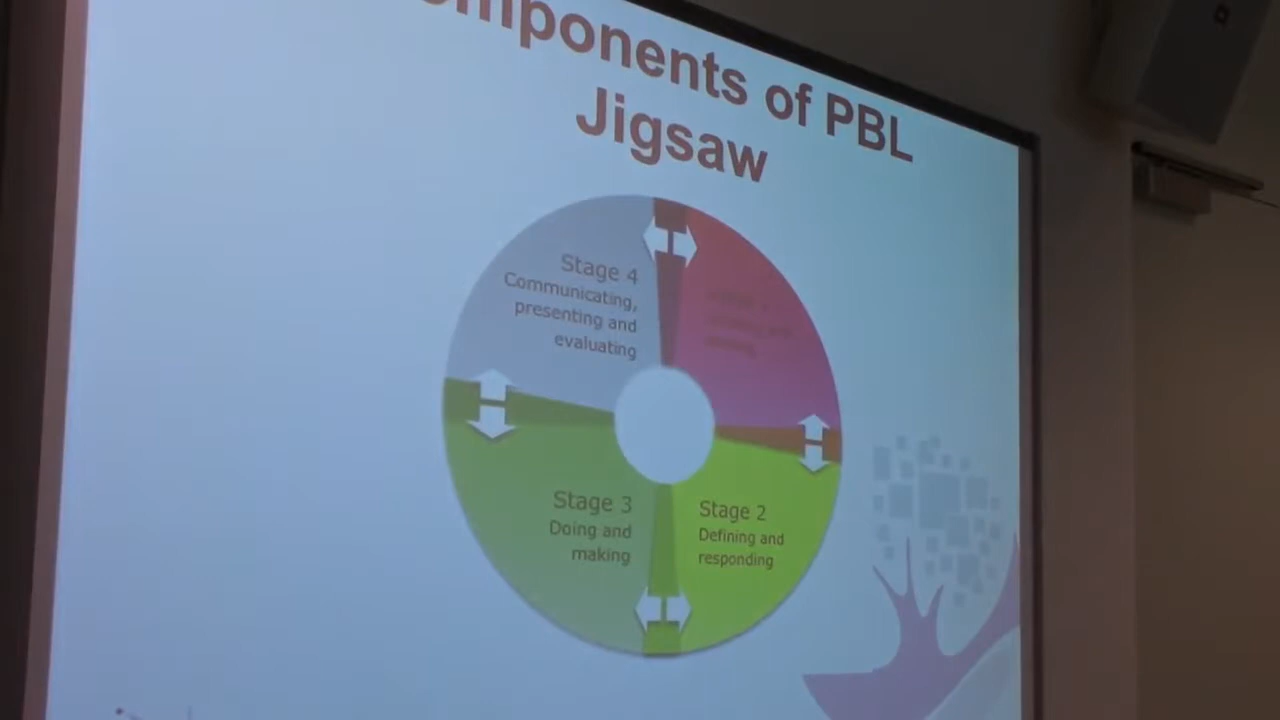 omponents of PBL
Jigsaw
Stage 4
Communicating,
presenting and
evaluating
Stage 3
Doing and
making
Stage 2
Defining and
responding